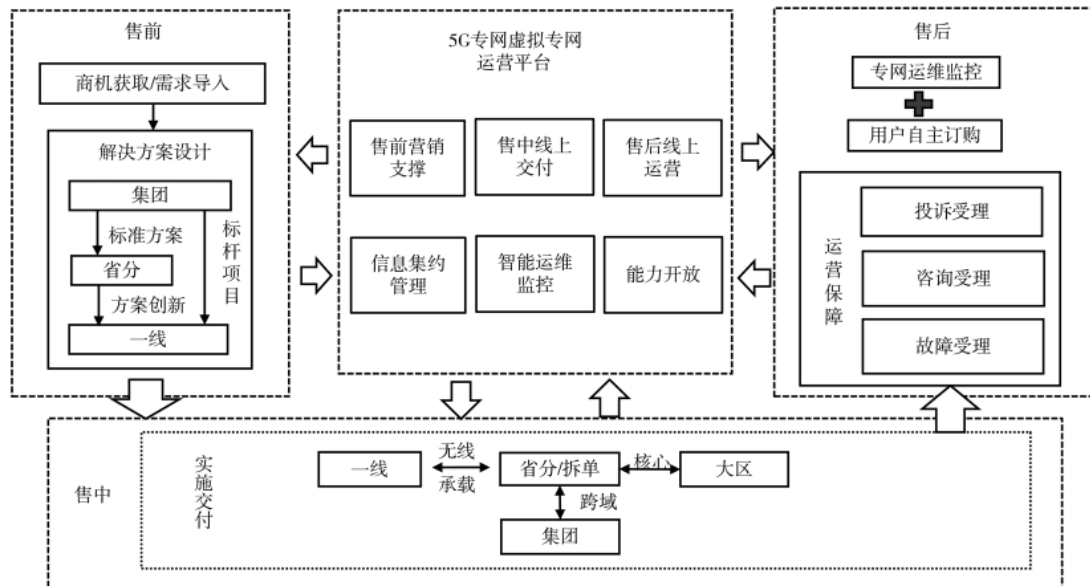 售前
商机获取/需求导入
解决方案设计
集团
标准方案
省分
方案创新
一线
标
杆
项
目
5G专网虚拟专网
运营平台
售前营销
支撑
售中线上
交付
售后线上
运营
信息集约
管理
智能运维
监控
能力开放
售后
专网运维监控
用户自主订购
运
营
保
障
投诉受理
咨询受理
故障受理
售中
实
施
交
付
一线
无线
承载
省分/拆单
核心
大区
跨域
集团